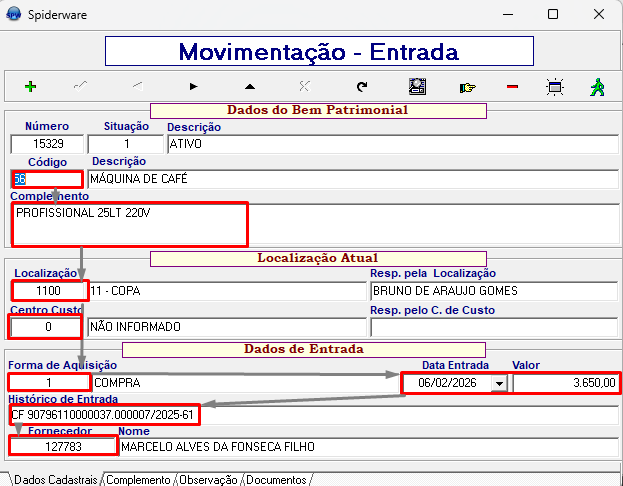 Spiderware
Movimentação - Entrada
Dados do Bem Patrimonial
Número Situação Descrição
15329 1 ATIVO
Código Descrição
56 MÁQUINA DE CAFÉ
Complemento
PROFISSIONAL 25LT 220V
Localização Atual
Localização Resp. pela Localização
1100 11 - COPA BRUNO DE ARAUJO GOMES
Centro Custo Resp. pelo C. de Custo
0 NÃO INFORMADO
Dados de Entrada
Forma de Aquisição Data Entrada Valor
1 COMPRA 06/02/2026 3.650,00
Histórico de Entrada
CF 90796110000037.000007/2025-61
Fornecedor Nome
127783 MARCELO ALVES DA FONSECA FILHO
Dados Cadastrais Complemento Observação Documentos